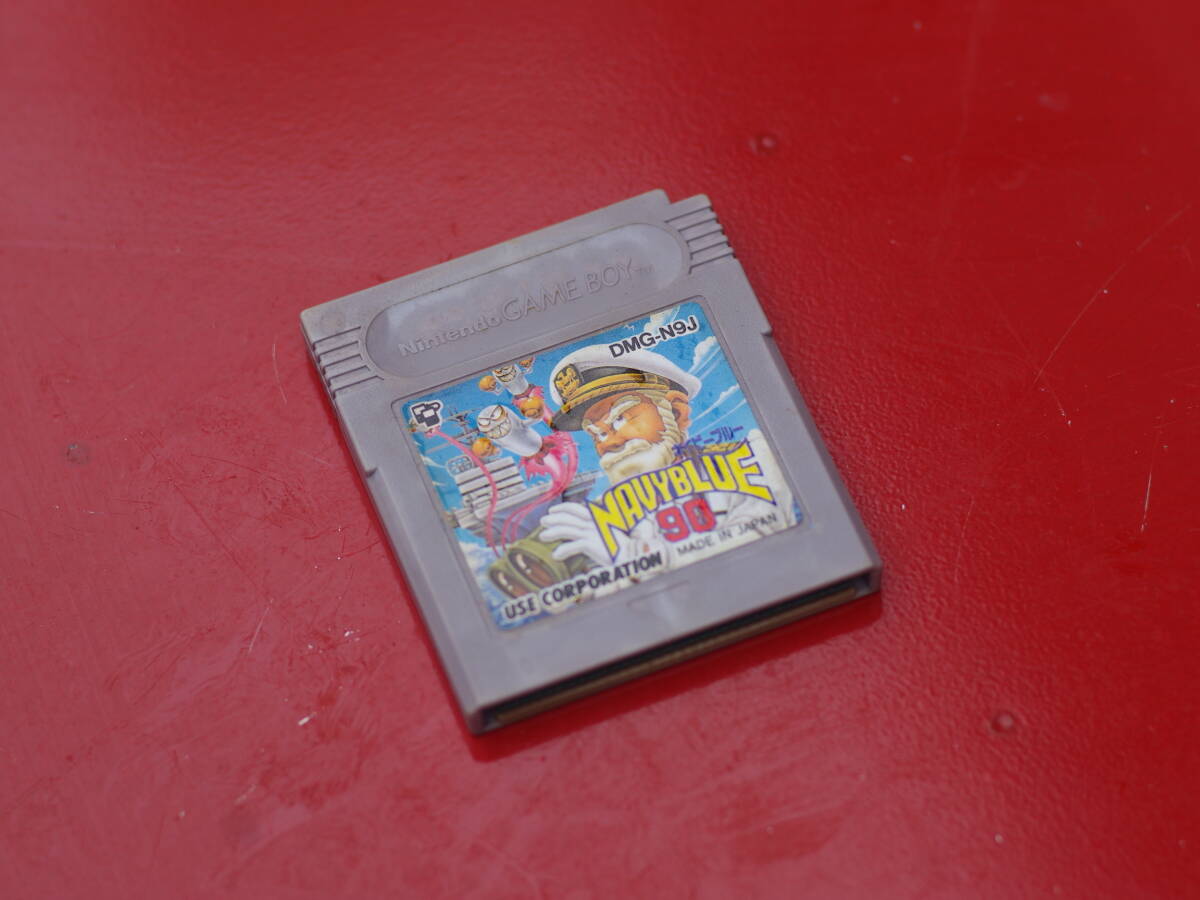 Nintendo GAME BOY TM
DMG-N9J
ネイビーブルー
NAVYBLUE
90
USE CORPORATION
MADE IN JAPAN